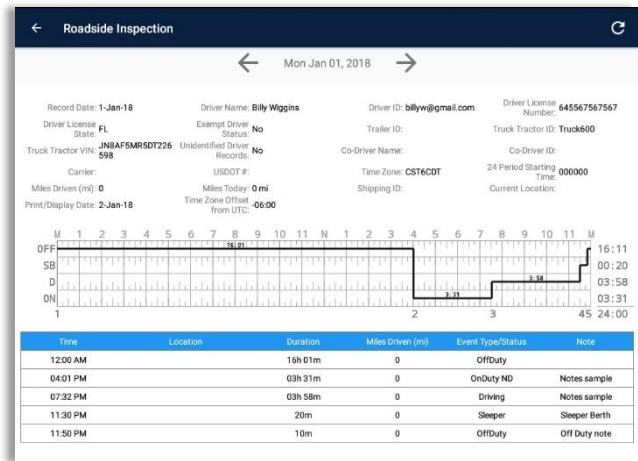 Roadside Inspection
Mon Jan 01, 2018
Record Date: 1-Jan-18 Driver Name: Billy Wiggins Driver ID: billyw@gmail.com Driver License Number: 645567567567
Driver License State: FL Exempt Driver Status: No Trailer ID: Truck Tractor ID: Truck600
Truck Tractor VIN: JN8AF5MR5DT226598 Unidentified Driver Records: No Co-Driver Name: Co-Driver ID:
Carrier: USDOT #: Time Zone: CST6CDT 24 Period Starting Time: 000000
Miles Driven (mi): 0 Miles Today: 0 mi Shipping ID: Current Location:
Print/Display Date: 2-Jan-18 Time Zone Offset from UTC: -06:00
M 1 2 3 4 5 6 7 8 9 10 11 N 1 2 3 4 5 6 7 8 9 10 11 M
OFF 16:01 16:11
SB 00:20
D 3:58 03:58
ON 3:31 03:31
1 2 3 45 24:00
Time Location Duration Miles Driven (mi) Event Type/Status Note
12:00 AM 16h 01m 0 OffDuty
04:01 PM 03h 31m 0 OnDuty ND Notes sample
07:32 PM 03h 58m 0 Driving Notes sample
11:30 PM 20m 0 Sleeper Sleeper Berth
11:50 PM 10m 0 OffDuty Off Duty note